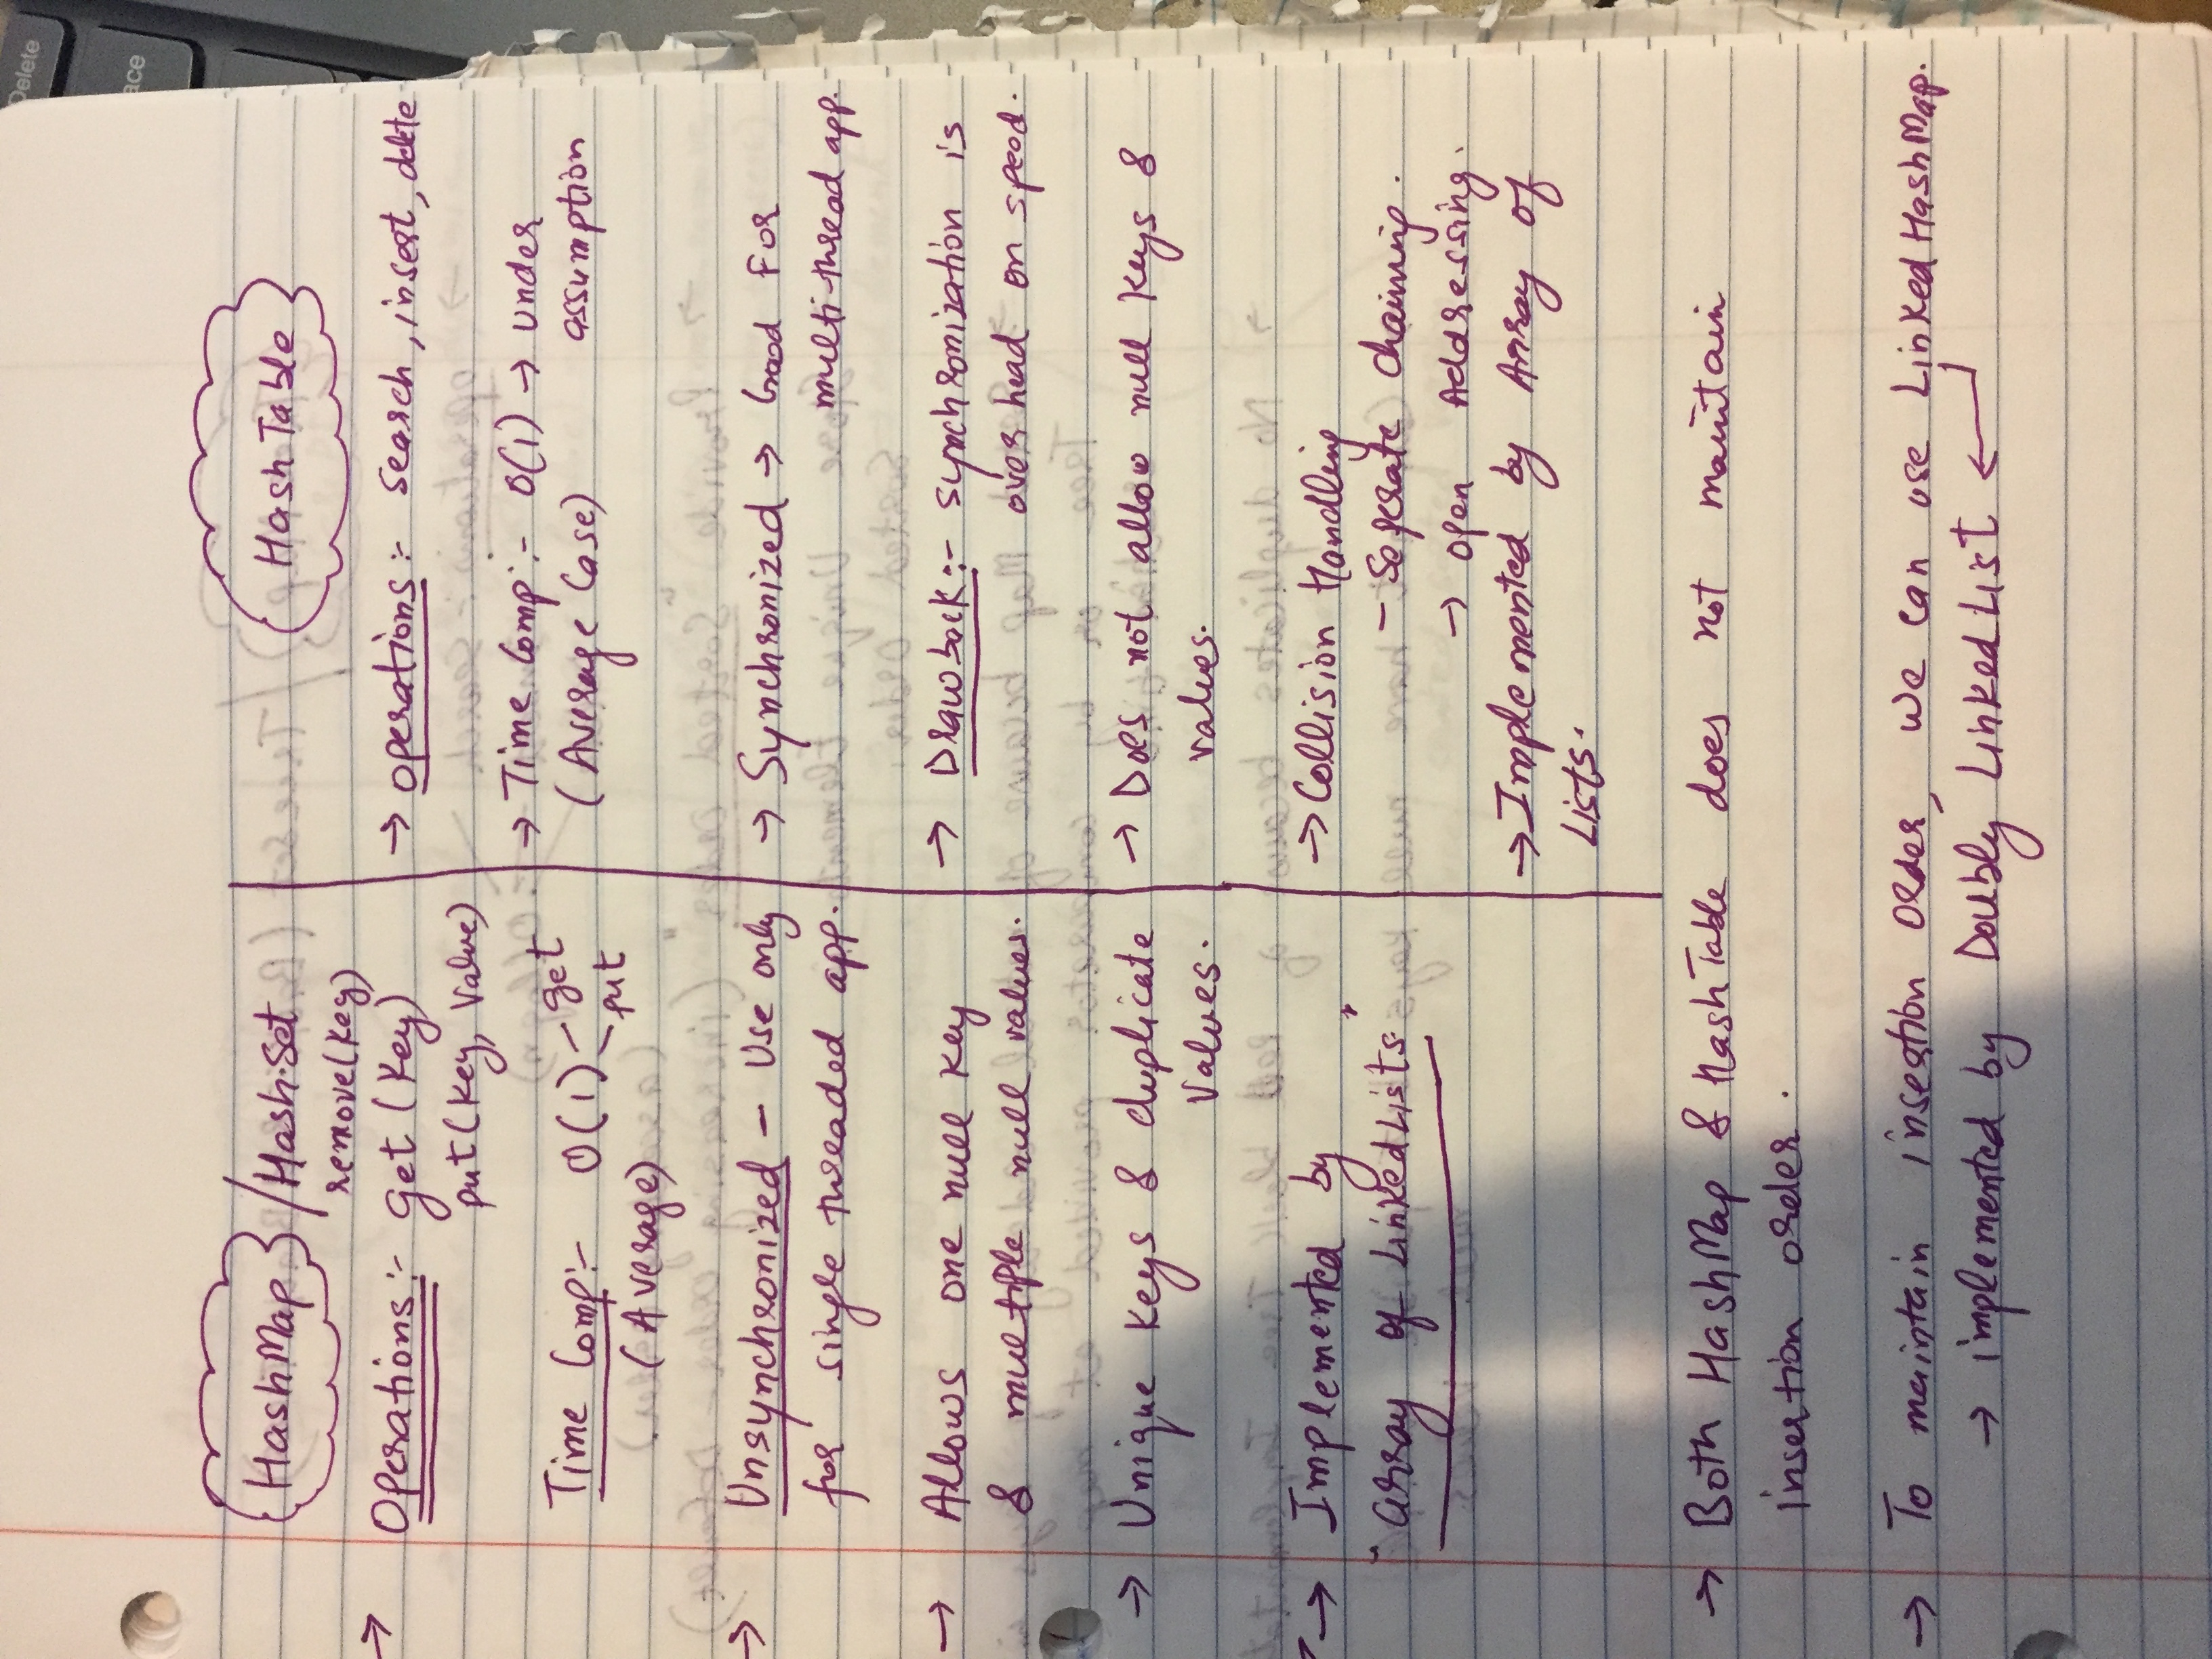 Delete
ace
HashMap / HashSet
remove(Key)
→ Operations :- get (Key)
put (Key, Value)
Time Comp :- O(1) - get
- put
(Average)
→ Unsynchronized - Use only
for single threaded app.
→ Allows one null key
& multiple null values.
→ Unique Keys & duplicate
Values.
→ Implemented by
"array of LinkedLists"
Hash Table
→ operations :- Search, insert, delete
→ Time Comp :- O(1) → under
(Average Case) assumption
→ Synchronized → Good For
multi-thread app.
→ Drawback :- synchronization is
over head on speed.
→ Does not allow null Keys &
values.
→ Collision Handling
- Seperate chaining.
→ open Addressing.
→ Implemented by Array of
Lists.
→ Both HashMap & HashTable does not maintain
insertion order.
→ To maintain insertion order, we can use LinkedHashMap.
→ implemented by Doubly LinkedList ←